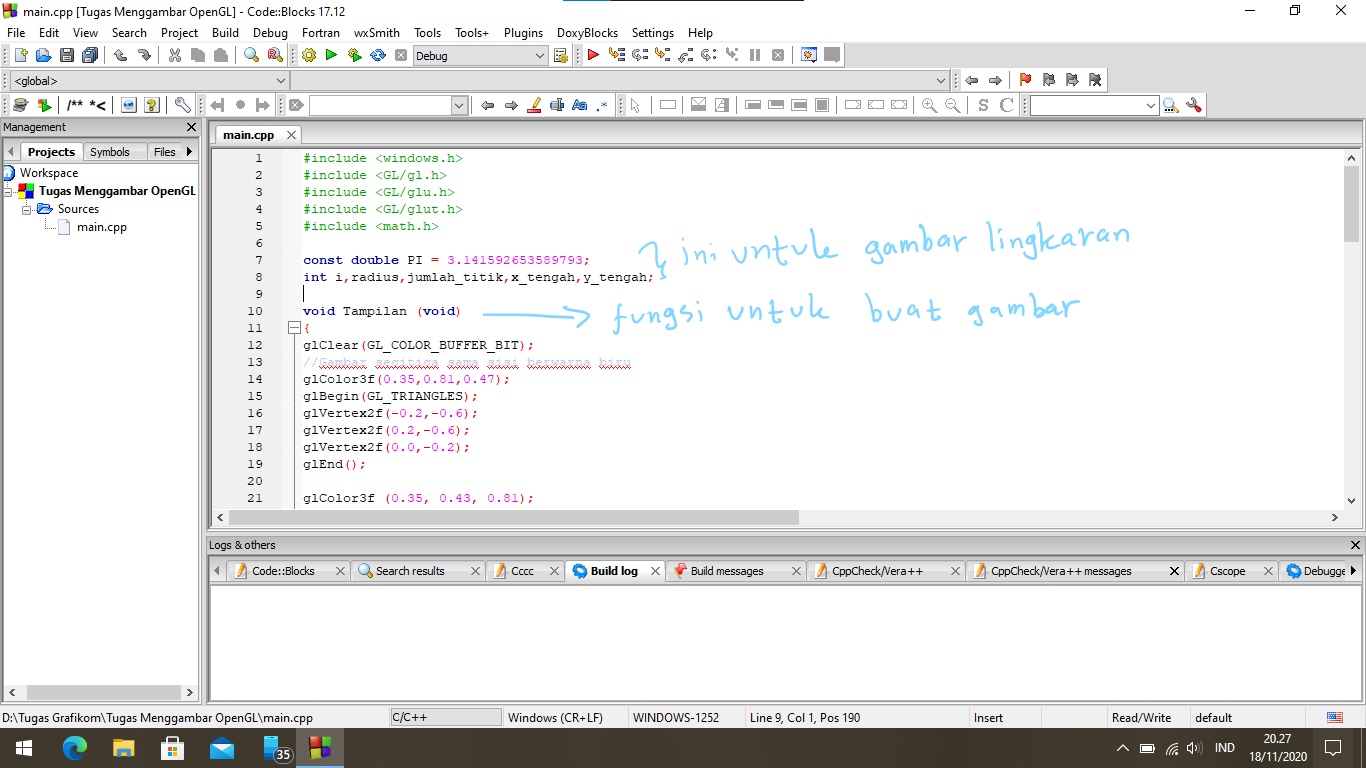 main.cpp [Tugas Menggambar OpenGL] - Code::Blocks 17.12
File Edit View Search Project Build Debug Fortran wxSmith Tools Tools+ Plugins DoxyBlocks Settings Help
Debug
<global>
/** *<
Aa .*
S C
Management
Projects Symbols Files
Workspace
Tugas Menggambar OpenGL
Sources
main.cpp
main.cpp
1 #include <windows.h>
2 #include <GL/gl.h>
3 #include <GL/glu.h>
4 #include <GL/glut.h>
5 #include <math.h>
6
7 const double PI = 3.141592653589793;
8 int i,radius,jumlah_titik,x_tengah,y_tengah;
ini untuk gambar lingkaran
9
10 void Tampilan (void)
fungsi untuk buat gambar
11 {
12 glClear(GL_COLOR_BUFFER_BIT);
13 //Gambar segitiga sama sisi berwarna biru
14 glColor3f(0.35,0.81,0.47);
15 glBegin(GL_TRIANGLES);
16 glVertex2f(-0.2,-0.6);
17 glVertex2f(0.2,-0.6);
18 glVertex2f(0.0,-0.2);
19 glEnd();
20
21 glColor3f (0.35, 0.43, 0.81);
Logs & others
Code::Blocks Search results Cccc Build log Build messages CppCheck/Vera++ CppCheck/Vera++ messages Cscope Debugge
D:\Tugas Grafikom\Tugas Menggambar OpenGL\main.cpp C/C++ Windows (CR+LF) WINDOWS-1252 Line 9, Col 1, Pos 190 Insert Read/Write default
35
IND
20.27
18/11/2020